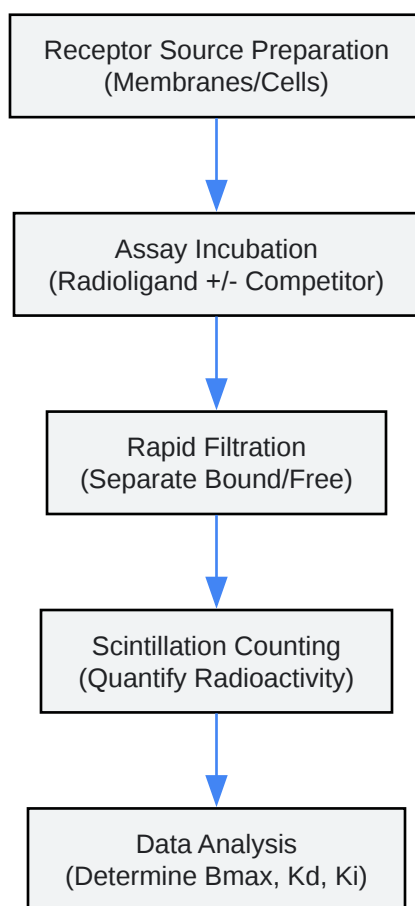 Receptor Source Preparation
(Membranes/Cells)
Assay Incubation
(Radioligand +/- Competitor)
Rapid Filtration
(Separate Bound/Free)
Scintillation Counting
(Quantify Radioactivity)
Data Analysis
(Determine Bmax, Kd, Ki)